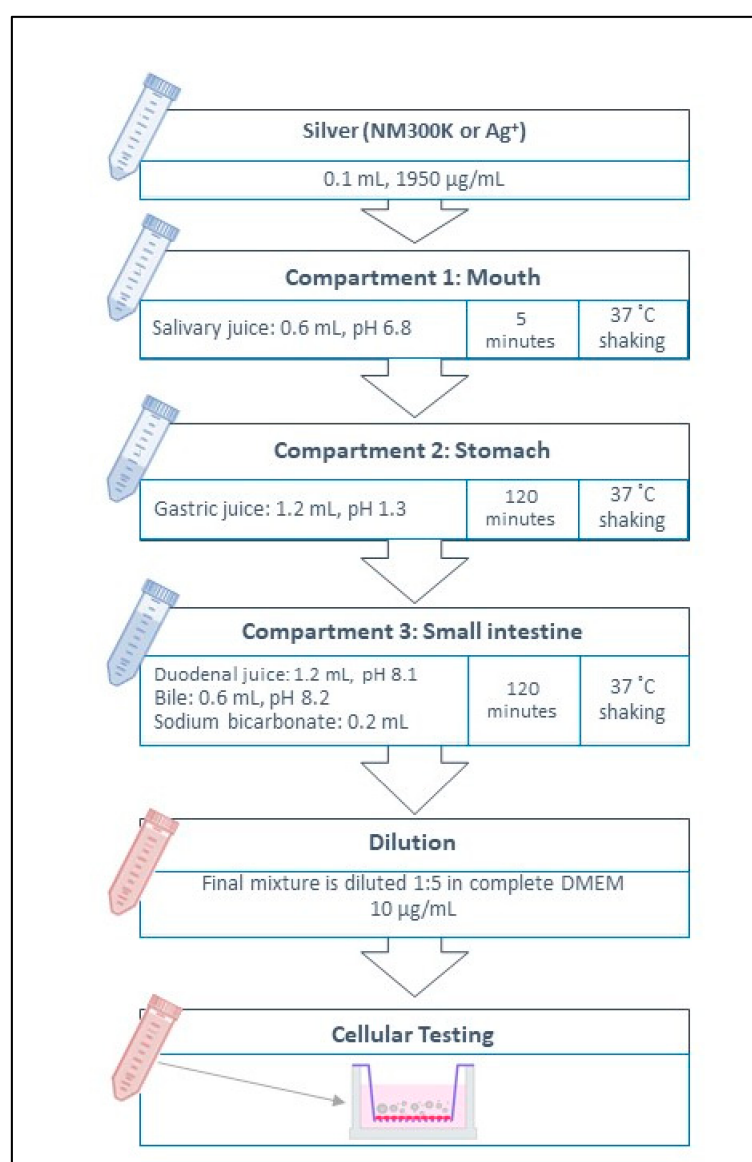 Silver (NM300K or Ag⁺)
0.1 mL, 1950 µg/mL
Compartment 1: Mouth
Salivary juice: 0.6 mL, pH 6.8
5
minutes
37 ˚C
shaking
Compartment 2: Stomach
Gastric juice: 1.2 mL, pH 1.3
120
minutes
37 ˚C
shaking
Compartment 3: Small intestine
Duodenal juice: 1.2 mL, pH 8.1
Bile: 0.6 mL, pH 8.2
Sodium bicarbonate: 0.2 mL
120
minutes
37 ˚C
shaking
Dilution
Final mixture is diluted 1:5 in complete DMEM
10 µg/mL
Cellular Testing